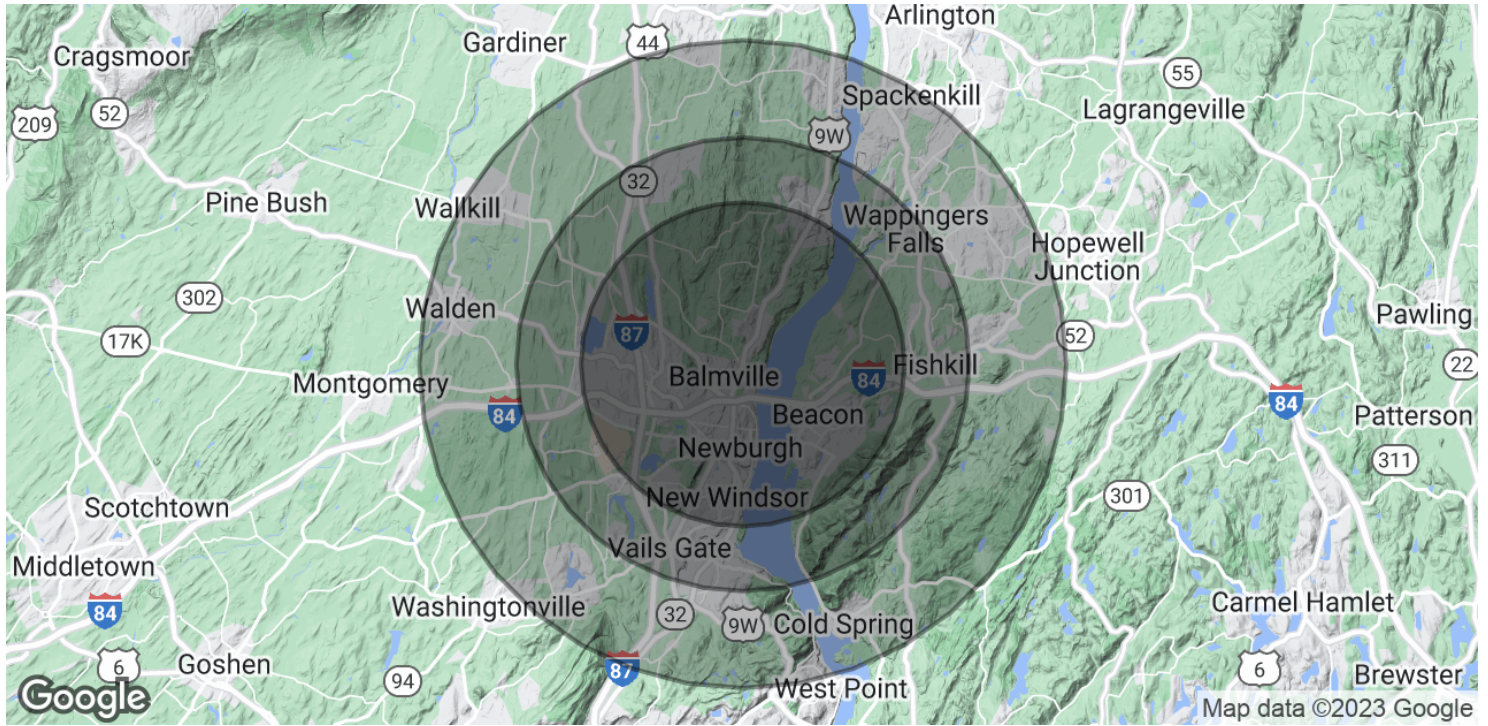 Arlington
Gardiner
44
Cragsmoor
55
Spackenkill
Lagrangeville
52
209
9W
32
Pine Bush
Wallkill
Wappingers
Falls
Hopewell
Junction
302
Walden
Pawling
87
52
17K
22
Fishkill
Balmville
84
Montgomery
84
84
Beacon
Patterson
Newburgh
311
New Windsor
301
Scotchtown
Vails Gate
Middletown
84
Washingtonville
32
9W
Cold Spring
Carmel Hamlet
6
Goshen
87
6
94
West Point
Brewster
Google
Map data ©2023 Google